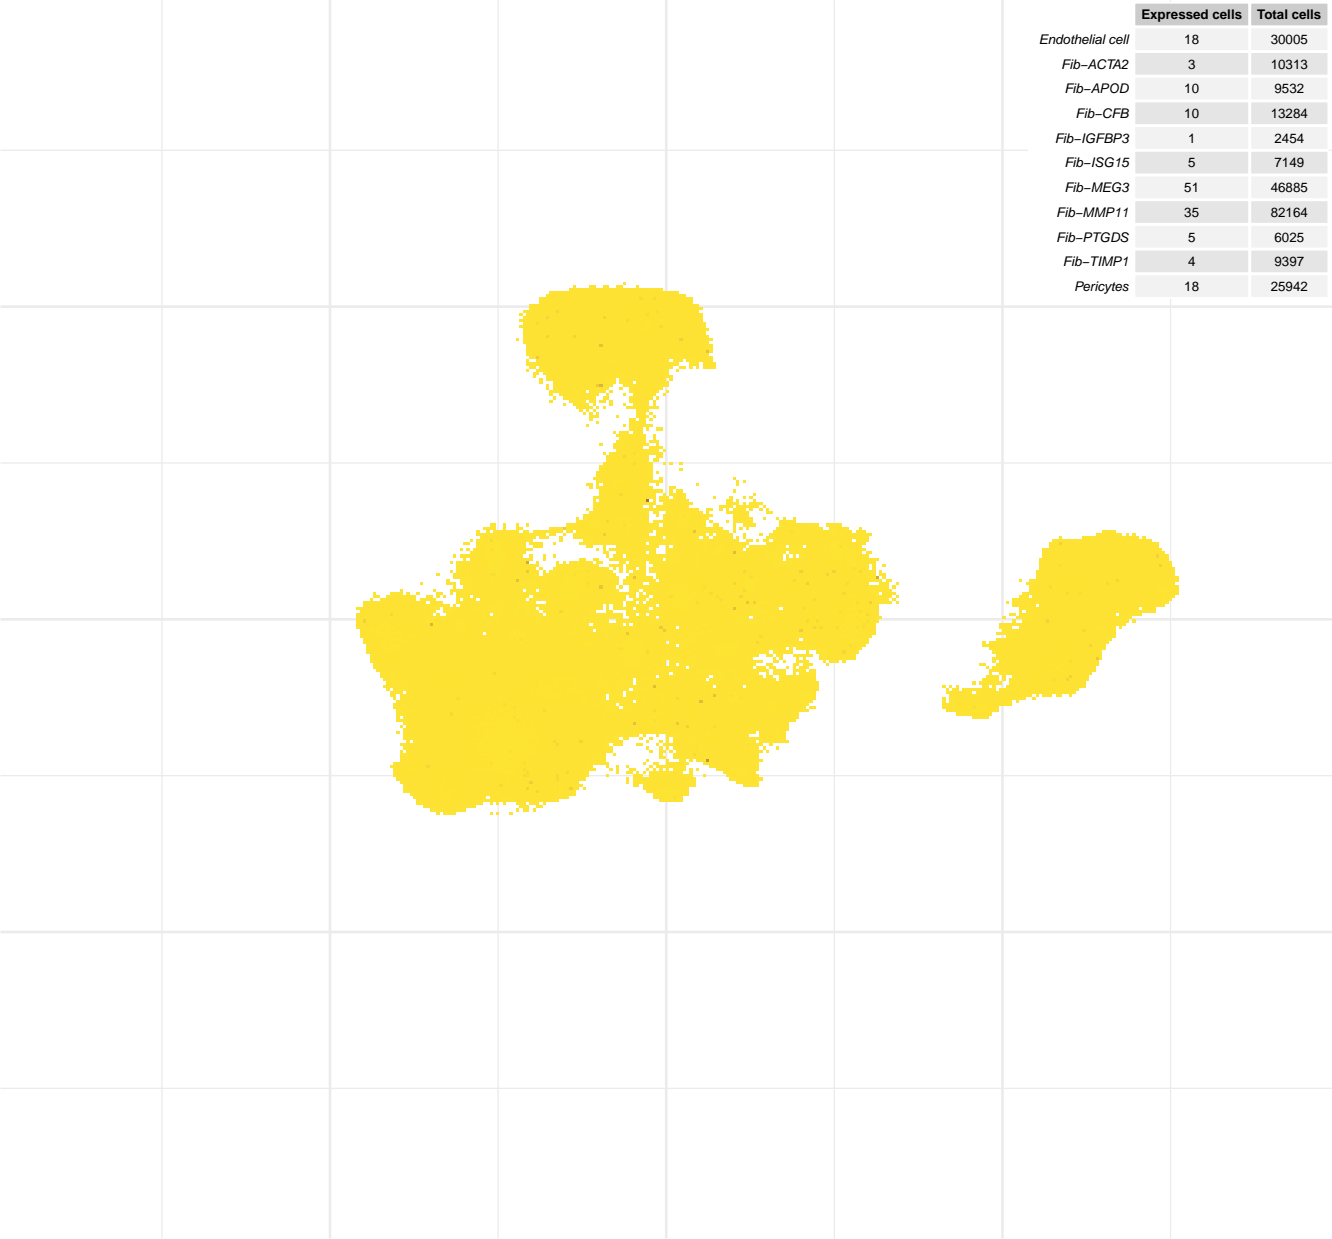 Expressed cells Total cells
Endothelial cell 18 30005
Fib−ACTA2 3 10313
Fib−APOD 10 9532
Fib−CFB 10 13284
Fib−IGFBP3 1 2454
Fib−ISG15 5 7149
Fib−MEG3 51 46885
Fib−MMP11 35 82164
Fib−PTGDS 5 6025
Fib−TIMP1 4 9397
Pericytes 18 25942